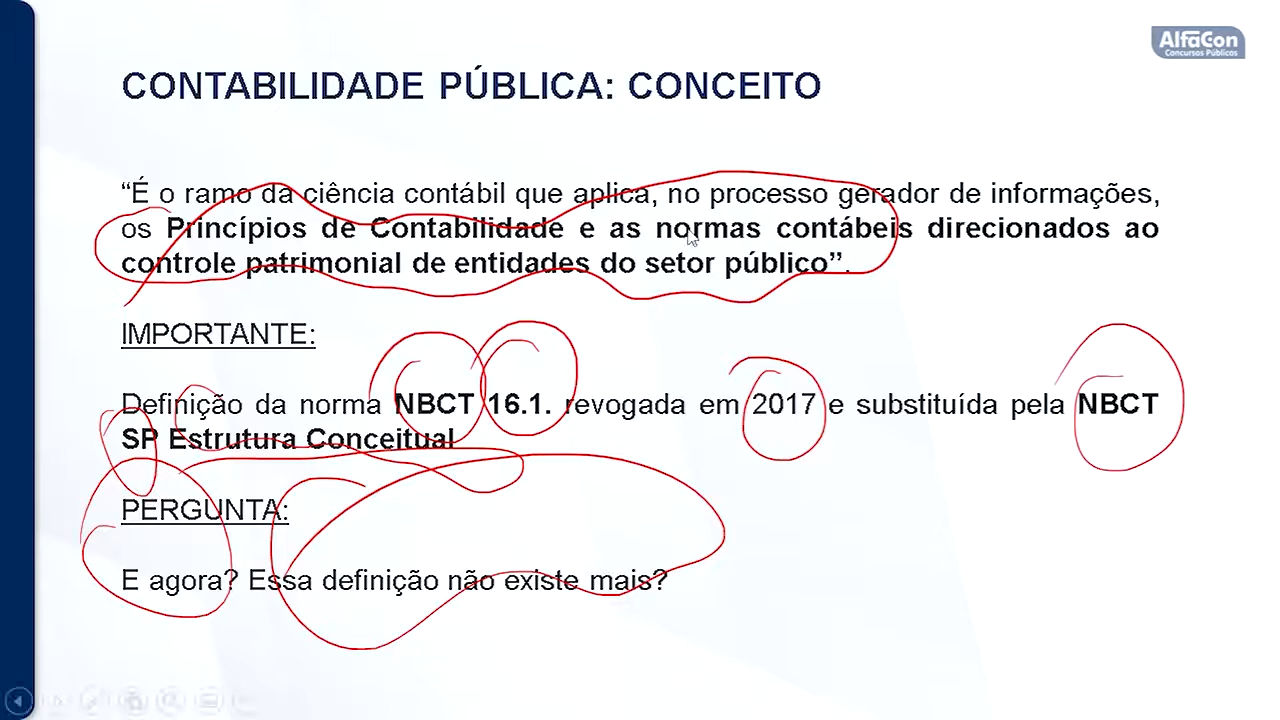 AlfaCon
Concursos Públicos
CONTABILIDADE PÚBLICA: CONCEITO
“É o ramo da ciência contábil que aplica, no processo gerador de informações,
os Princípios de Contabilidade e as normas contábeis direcionados ao
controle patrimonial de entidades do setor público”.
IMPORTANTE:
Definição da norma NBCT 16.1. revogada em 2017 e substituída pela NBCT
SP Estrutura Conceitual
PERGUNTA:
E agora? Essa definição não existe mais?